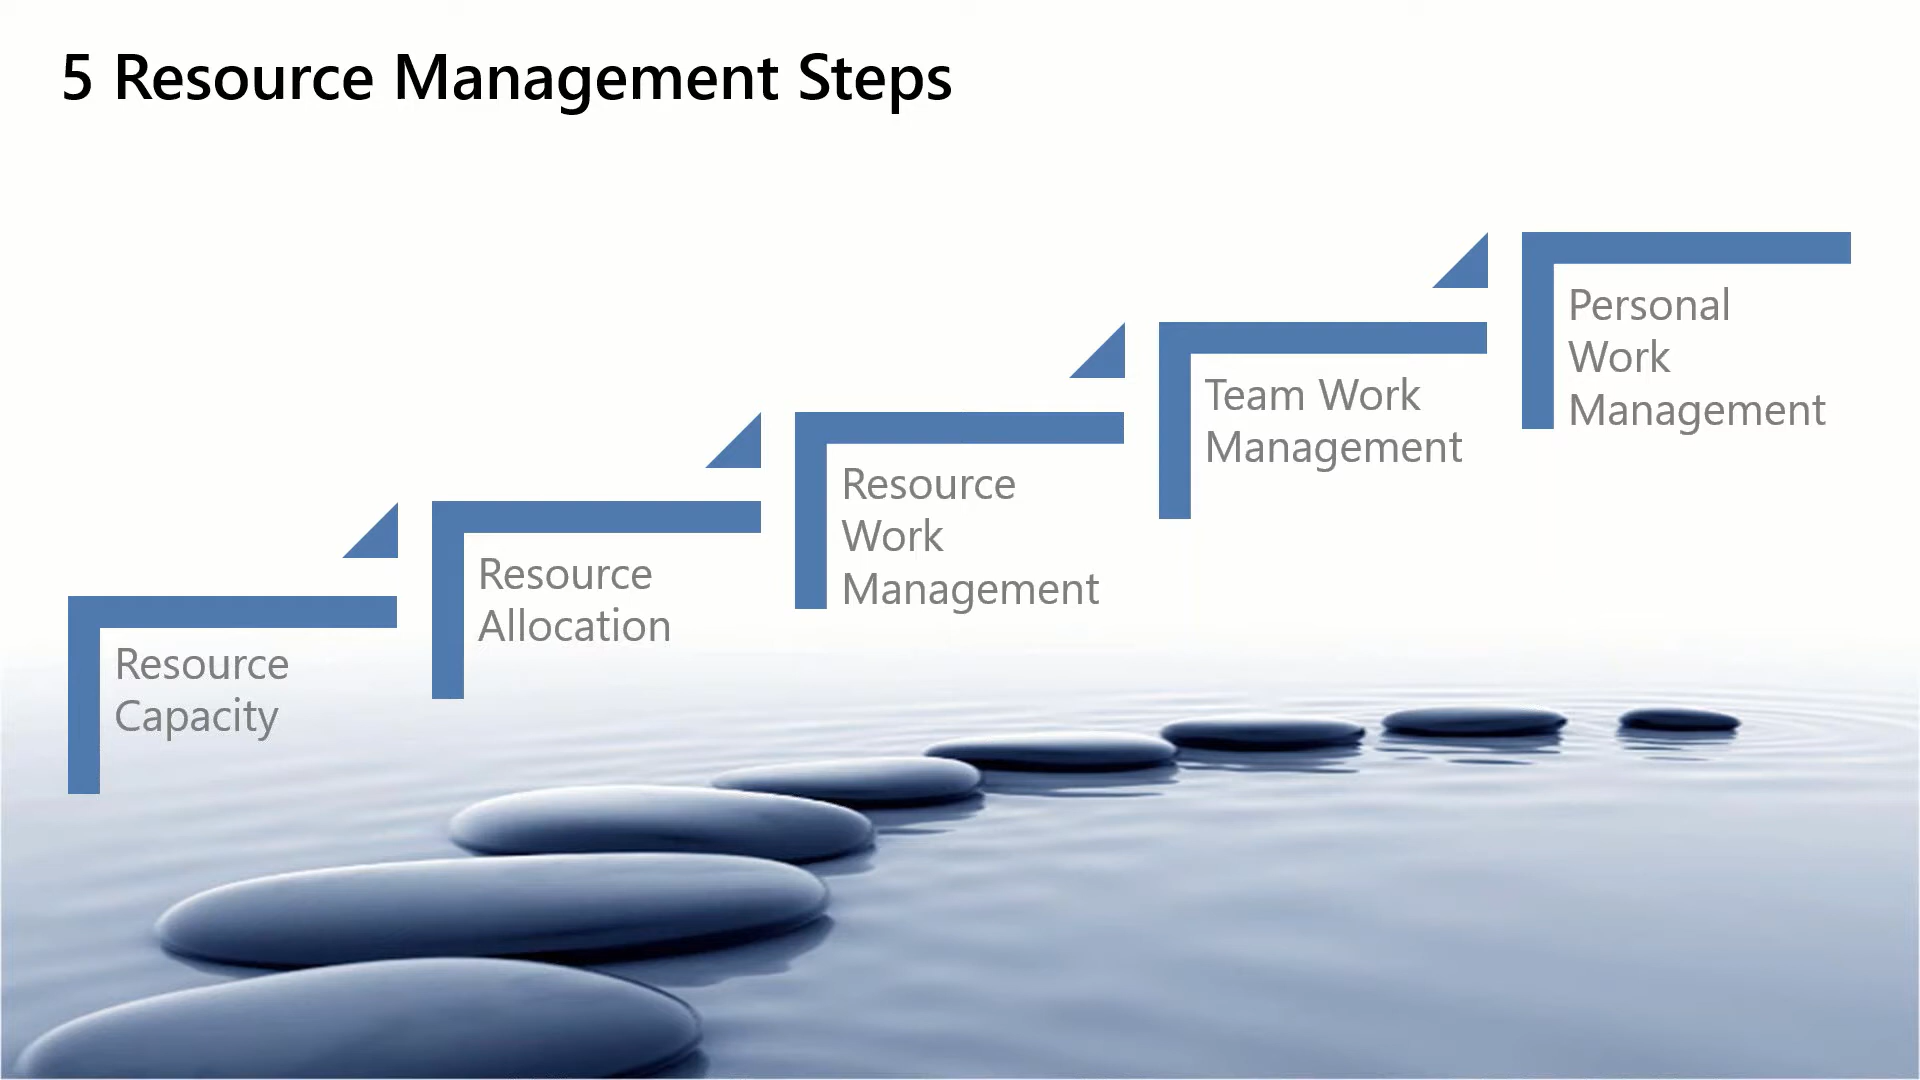 5 Resource Management Steps
Resource
Capacity
Resource
Allocation
Resource
Work
Management
Team Work
Management
Personal
Work
Management